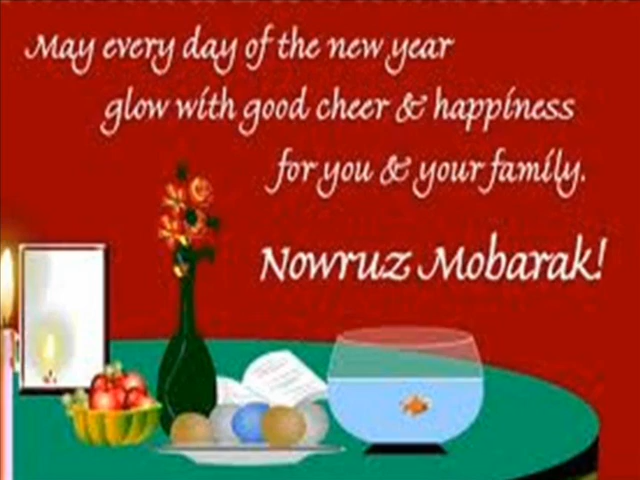 May every day of the new year
glow with good cheer & happiness
for you & your family.
Nowruz Mobarak!